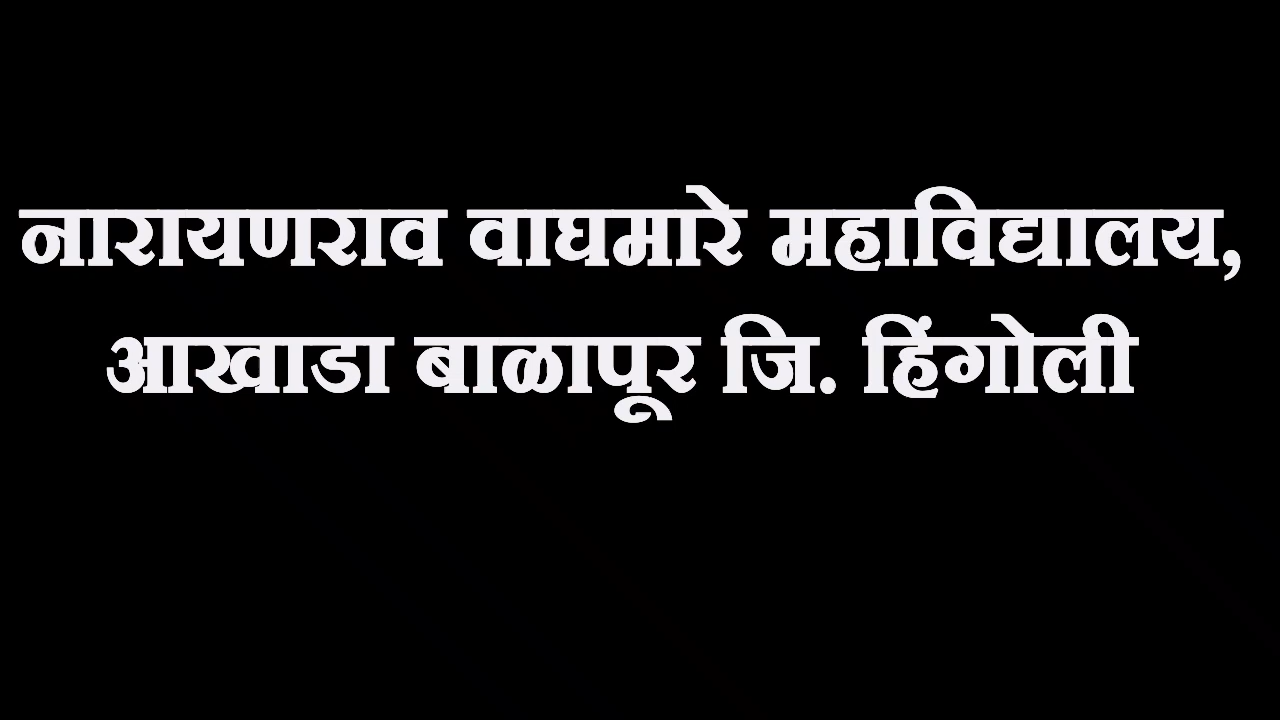 नारायणराव वाघमारे महाविद्यालय,
आखाडा बाळापूर जि. हिंगोली